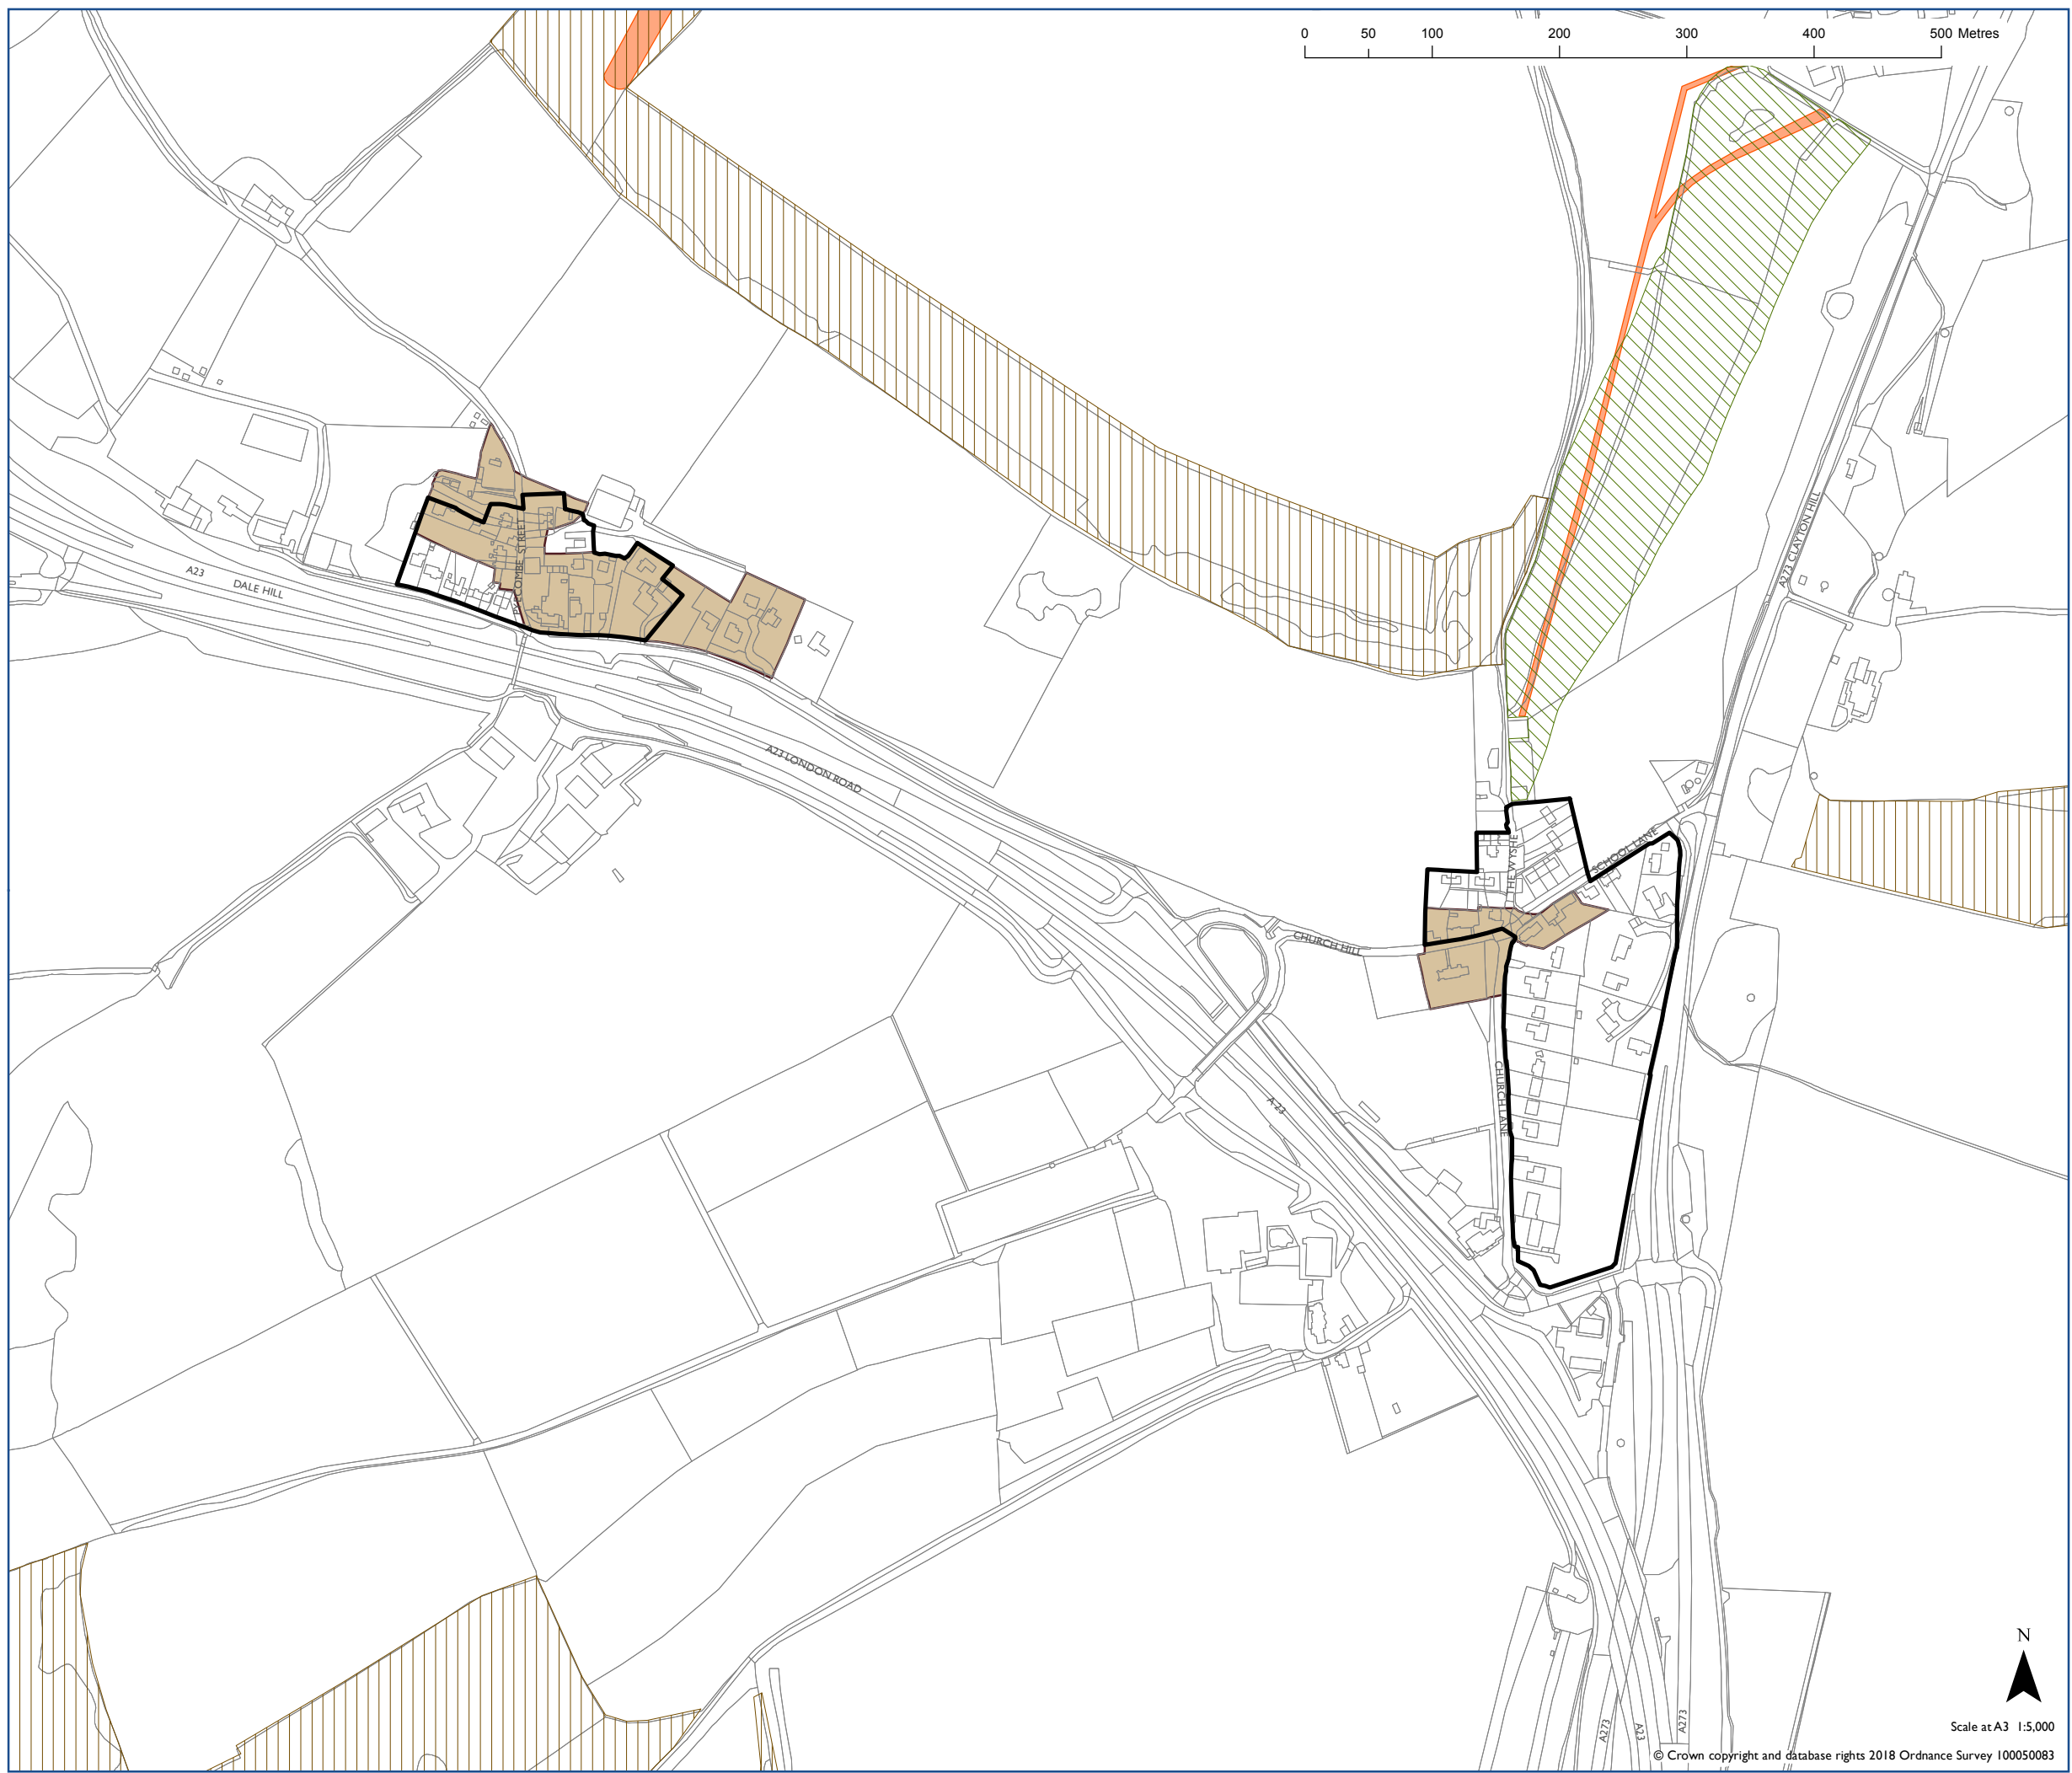 0 50 100 200 300 400 500 Metres
A273 CLAYTON HILL
A23
DALE HILL
A23 LONDON ROAD
SCHOOL LANE
THE WYSHE
CHURCH HILL
CHURCH LANE
A 23
N
A273
A23
A273
Scale at A3 1:5,000
© Crown copyright and database rights 2018 Ordnance Survey 100050083